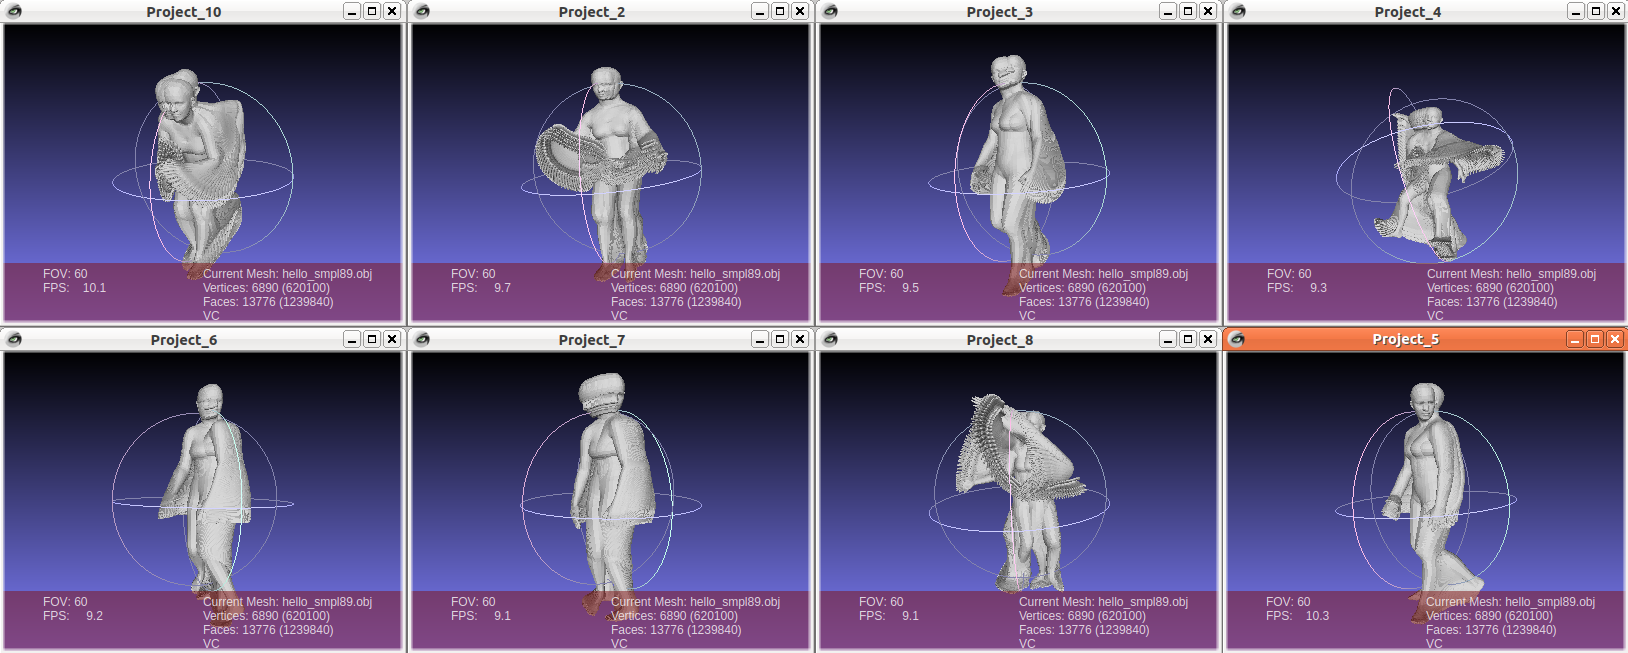 Project_10
FOV: 60
FPS: 10.1
Current Mesh: hello_smpl89.obj
Vertices: 6890 (620100)
Faces: 13776 (1239840)
VC
Project_2
FOV: 60
FPS: 9.7
Current Mesh: hello_smpl89.obj
Vertices: 6890 (620100)
Faces: 13776 (1239840)
VC
Project_3
FOV: 60
FPS: 9.5
Current Mesh: hello_smpl89.obj
Vertices: 6890 (620100)
Faces: 13776 (1239840)
VC
Project_4
FOV: 60
FPS: 9.3
Current Mesh: hello_smpl89.obj
Vertices: 6890 (620100)
Faces: 13776 (1239840)
VC
Project_6
FOV: 60
FPS: 9.2
Current Mesh: hello_smpl89.obj
Vertices: 6890 (620100)
Faces: 13776 (1239840)
VC
Project_7
FOV: 60
FPS: 9.1
Current Mesh: hello_smpl89.obj
Vertices: 6890 (620100)
Faces: 13776 (1239840)
VC
Project_8
FOV: 60
FPS: 9.1
Current Mesh: hello_smpl89.obj
Vertices: 6890 (620100)
Faces: 13776 (1239840)
VC
Project_5
FOV: 60
FPS: 10.3
Current Mesh: hello_smpl89.obj
Vertices: 6890 (620100)
Faces: 13776 (1239840)
VC